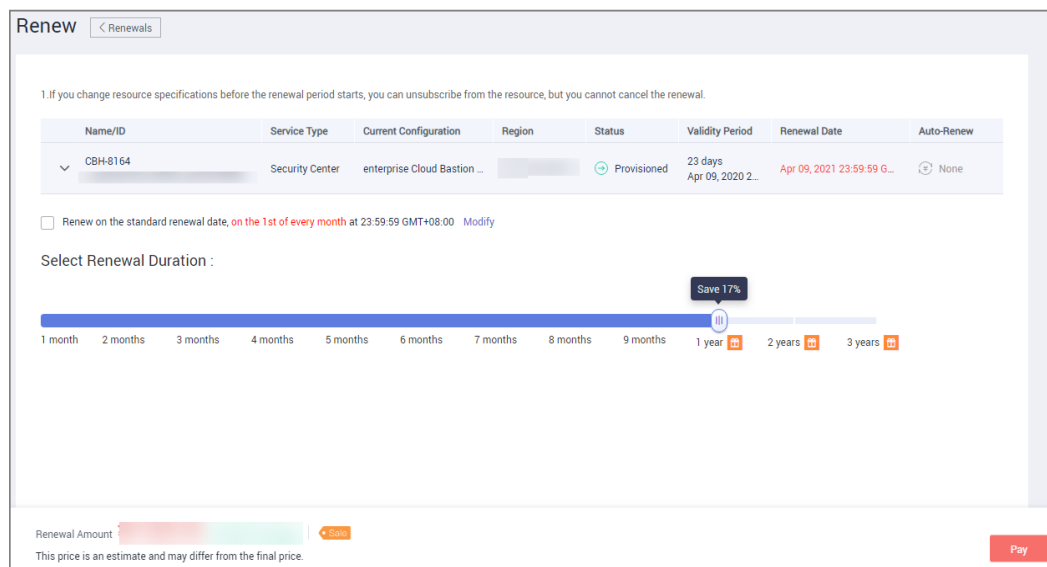 Renew < Renewals
1.If you change resource specifications before the renewal period starts, you can unsubscribe from the resource, but you cannot cancel the renewal.
Name/ID Service Type Current Configuration Region Status Validity Period Renewal Date Auto-Renew
CBH-8164 Security Center enterprise Cloud Bastion ... Provisioned 23 days Apr 09, 2021 23:59:59 G... None
Apr 09, 2020 2...
Renew on the standard renewal date, on the 1st of every month at 23:59:59 GMT+08:00 Modify
Select Renewal Duration :
Save 17%
1 month 2 months 3 months 4 months 5 months 6 months 7 months 8 months 9 months 1 year 2 years 3 years
Renewal Amount Sale
This price is an estimate and may differ from the final price.
Pay